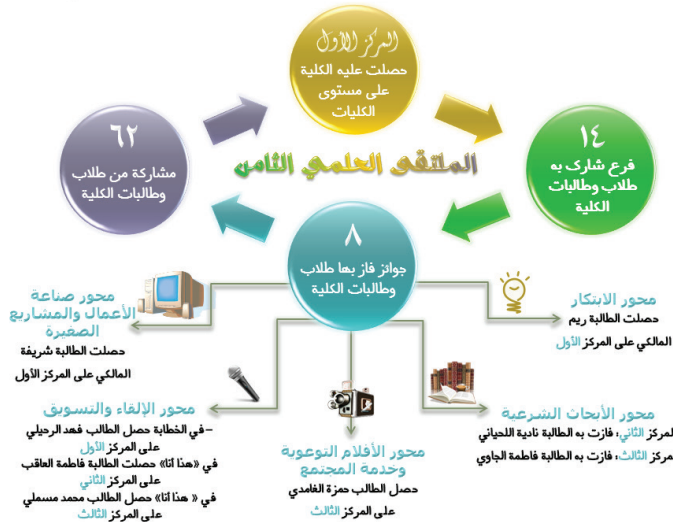 المركز الأول
حصلت عليه الكلية
على مستوى
الكليات
١٤
فرع شارك به
طلاب وطالبات
الكلية
٦٢
مشاركة من طلاب
وطالبات الكلية
الملتقى العلمي الثامن
٨
جوائز فاز بها طلاب
وطالبات الكلية
محور الابتكار
حصلت الطالبة ريم
المالكي على المركز الأول
محور صناعة
الأعمال والمشاريع
الصغيرة
حصلت الطالبة شريفة
المالكي على المركز الأول
محور الأبحاث الشرعية
المركز الثاني: فازت به الطالبة نادية اللحياني
المركز الثالث: فازت به الطالبة فاطمة الجاوي
محور الأفلام التوعوية
وخدمة المجتمع
حصل الطالب حمزة الغامدي
على المركز الثالث
محور الإلقاء والتسويق
– في الخطابة حصل الطالب فهد الرحيلي
على المركز الأول
في «هذا أنا» حصلت الطالبة فاطمة العاقب
على المركز الثاني
في « هذا أنا» حصل الطالب محمد مسملي
على المركز الثالث